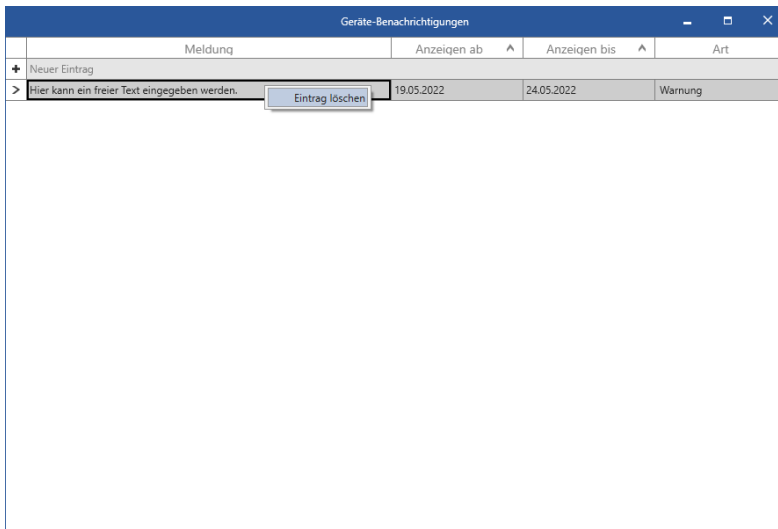 Geräte-Benachrichtigungen
Meldung Anzeigen ab Anzeigen bis Art
Neuer Eintrag
Hier kann ein freier Text eingegeben werden. 19.05.2022 24.05.2022 Warnung
Eintrag löschen